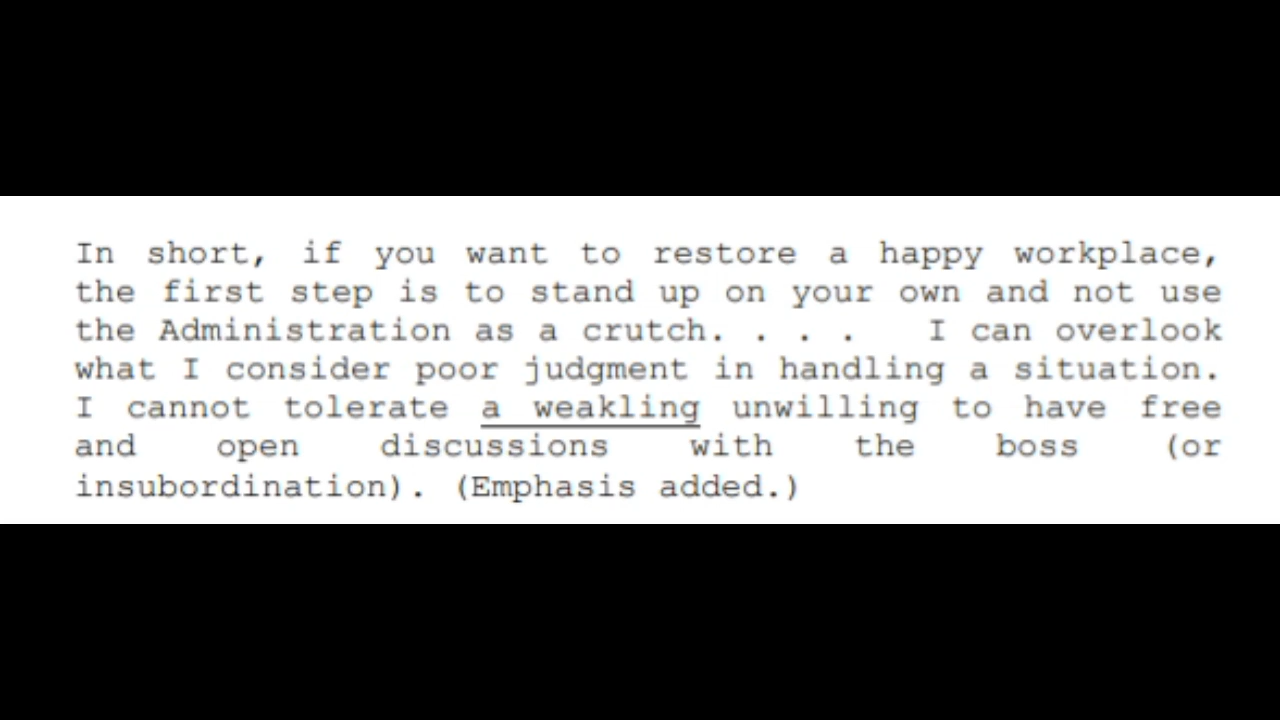 In short, if you want to restore a happy workplace,
the first step is to stand up on your own and not use
the Administration as a crutch. . . . I can overlook
what I consider poor judgment in handling a situation.
I cannot tolerate a weakling unwilling to have free
and open discussions with the boss (or
insubordination). (Emphasis added.)